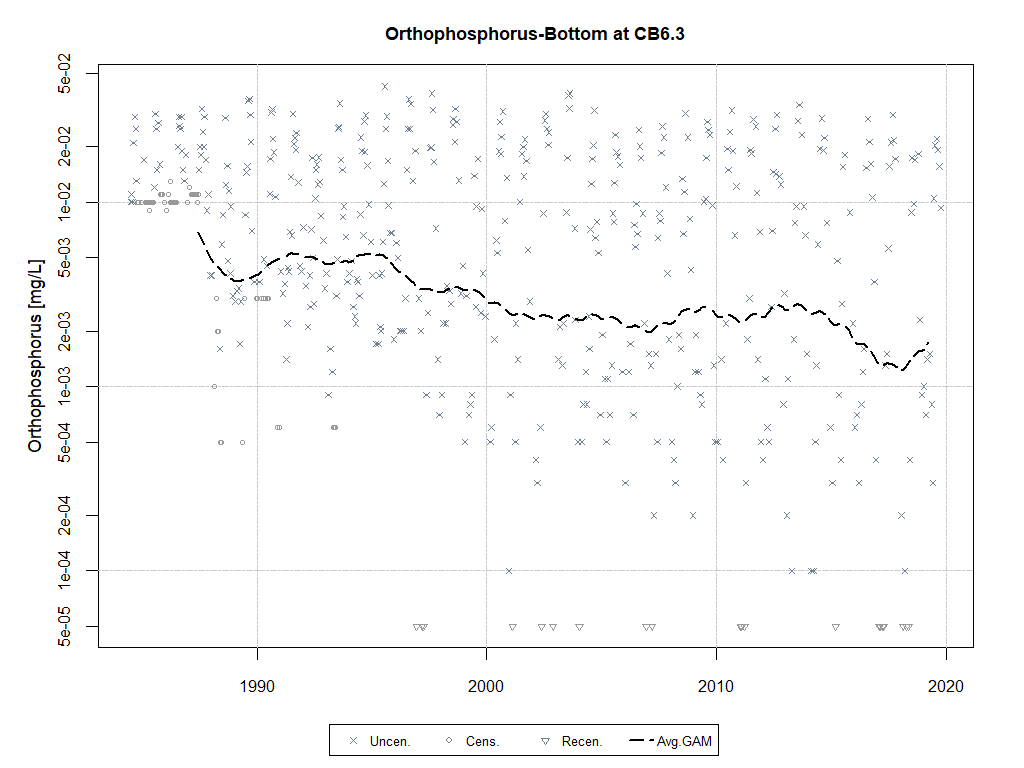 Orthophosphorus-Bottom at CB6.3
Orthophosphorus [mg/L]
5e-02
2e-02
1e-02
5e-03
2e-03
1e-03
5e-04
2e-04
1e-04
5e-05
1990 2000 2010 2020
Uncen. Cens. Recen. Avg.GAM